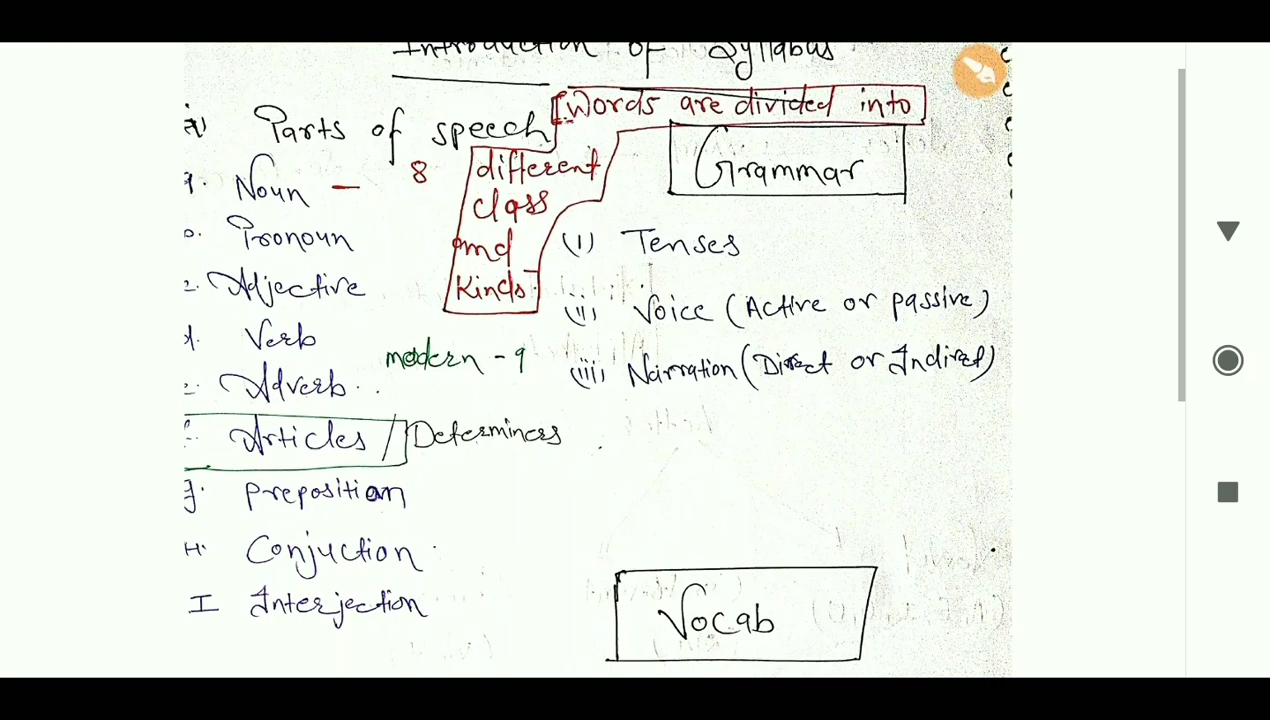 Introduction of Syllabus
Parts of speech
[Words are divided into
different
class
and
Kinds.
Grammar
Noun — 8
Pronoun
Adjective
Verb
modern - 9
Adverb.
Articles / Determiners
Preposition
H. Conjuction
I Interjection
(i) Tenses
(ii) Voice (Active or passive)
(iii) Narration (Direct or Indirect)
Vocab